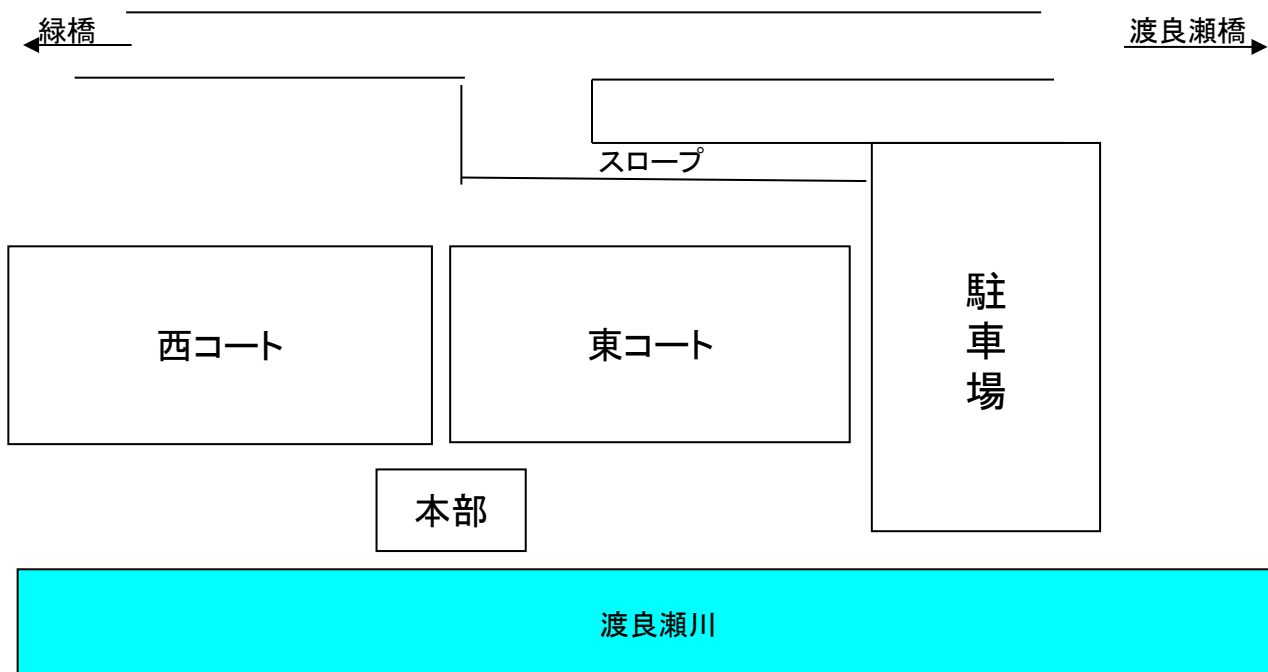 緑橋
渡良瀬橋
スロープ
西コート
東コート
駐車場
本部
渡良瀬川